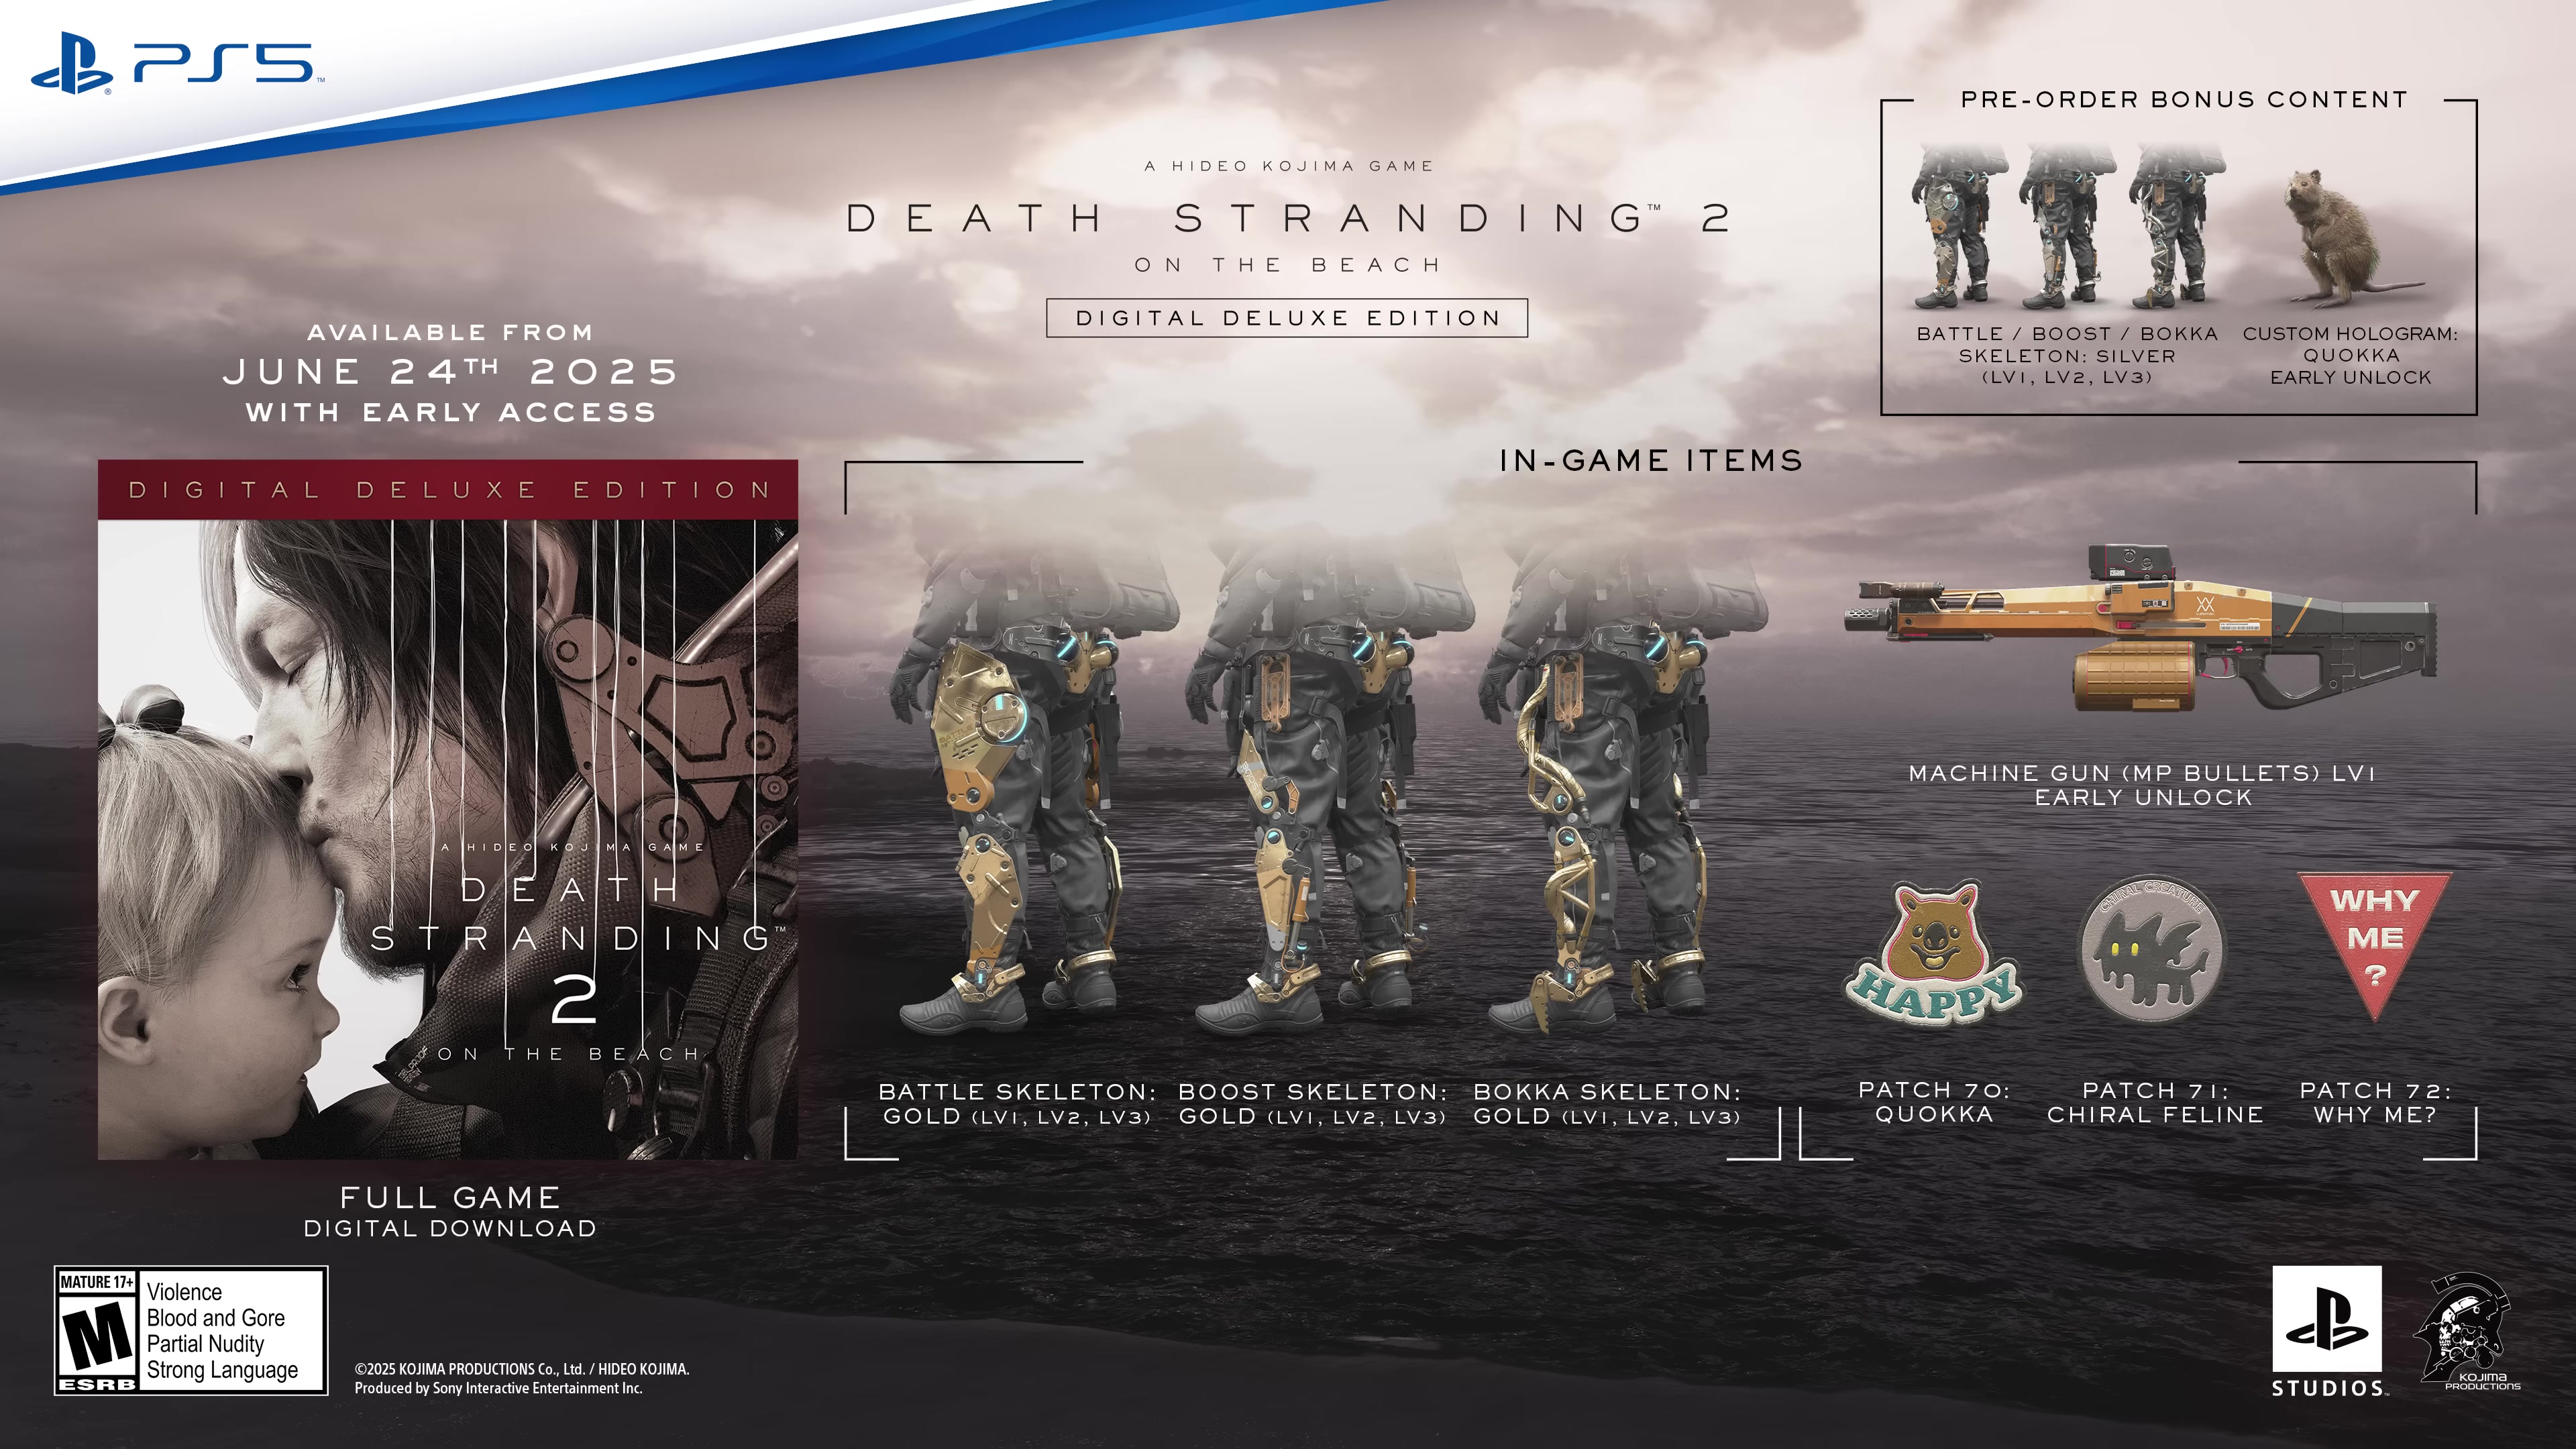 PS5™
A HIDEO KOJIMA GAME
DEATH STRANDING™ 2
ON THE BEACH
DIGITAL DELUXE EDITION
PRE-ORDER BONUS CONTENT
BATTLE / BOOST / BOKKA
SKELETON: SILVER
(LV1, LV2, LV3)
CUSTOM HOLOGRAM:
QUOKKA
EARLY UNLOCK
AVAILABLE FROM
JUNE 24TH 2025
WITH EARLY ACCESS
DIGITAL DELUXE EDITION
A HIDEO KOJIMA GAME
DEATH
STRANDING™
2
ON THE BEACH
FULL GAME
DIGITAL DOWNLOAD
IN-GAME ITEMS
BATTLE SKELETON:
GOLD (LV1, LV2, LV3)
BOOST SKELETON:
GOLD (LV1, LV2, LV3)
BOKKA SKELETON:
GOLD (LV1, LV2, LV3)
MACHINE GUN (MP BULLETS) LV1
EARLY UNLOCK
HAPPY
CHIRAL CREATURE
WHY
ME
?
PATCH 70:
QUOKKA
PATCH 71:
CHIRAL FELINE
PATCH 72:
WHY ME?
MATURE 17+
M
ESRB
Violence
Blood and Gore
Partial Nudity
Strong Language
©2025 KOJIMA PRODUCTIONS Co., Ltd. / HIDEO KOJIMA.
Produced by Sony Interactive Entertainment Inc.
STUDIOS™
KOJIMA
PRODUCTIONS